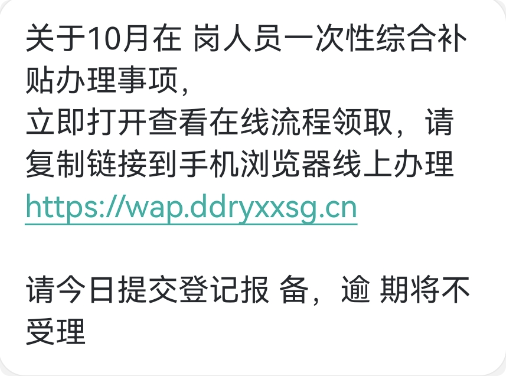 关于10月在 岗人员一次性综合补
贴办理事项，
立即打开查看在线流程领取，请
复制链接到手机浏览器线上办理
https://wap.ddryxxsg.cn
请今日提交登记报 备，逾 期将不
受理